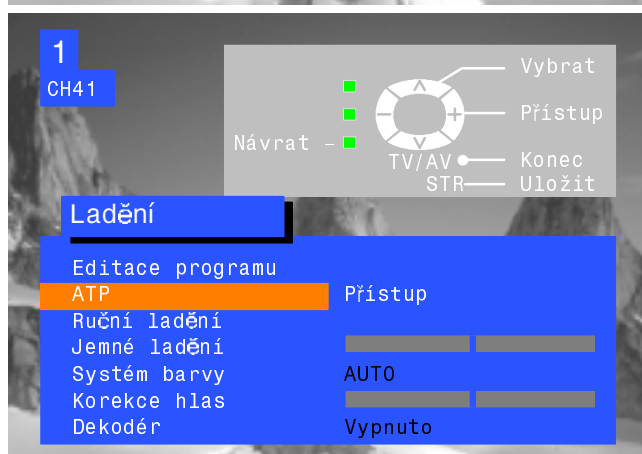 1
CH41
Vybrat
Přístup
Návrat –
TV/AV
Konec
STR
Uložit
Ladění
Editace programu
ATP Přístup
Ruční ladění
Jemné ladění
Systém barvy AUTO
Korekce hlas
Dekodér Vypnuto